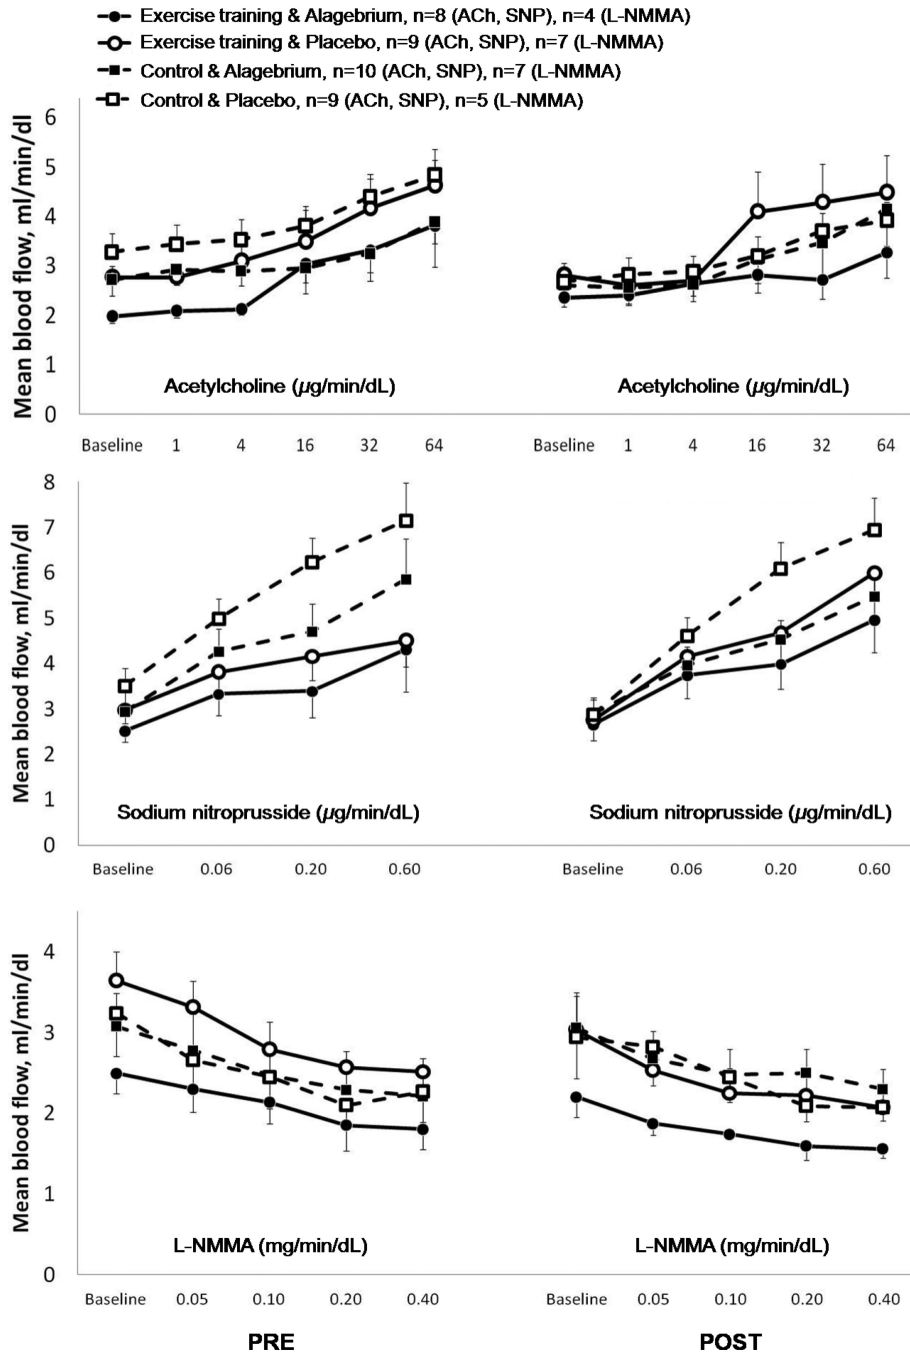 Exercise training & Alagebrium, n=8 (ACh, SNP), n=4 (L-NMMA)
Exercise training & Placebo, n=9 (ACh, SNP), n=7 (L-NMMA)
Control & Alagebrium, n=10 (ACh, SNP), n=7 (L-NMMA)
Control & Placebo, n=9 (ACh, SNP), n=5 (L-NMMA)
Mean blood flow, ml/min/dl
6
5
4
3
2
1
0
Acetylcholine (µg/min/dL)
Acetylcholine (µg/min/dL)
Baseline 1 4 16 32 64
Baseline 1 4 16 32 64
Mean blood flow, ml/min/dl
8
7
6
5
4
3
2
1
0
Sodium nitroprusside (µg/min/dL)
Sodium nitroprusside (µg/min/dL)
Baseline 0.06 0.20 0.60
Baseline 0.06 0.20 0.60
Mean blood flow, ml/min/dl
4
3
2
1
0
L-NMMA (mg/min/dL)
L-NMMA (mg/min/dL)
Baseline 0.05 0.10 0.20 0.40
Baseline 0.05 0.10 0.20 0.40
PRE
POST